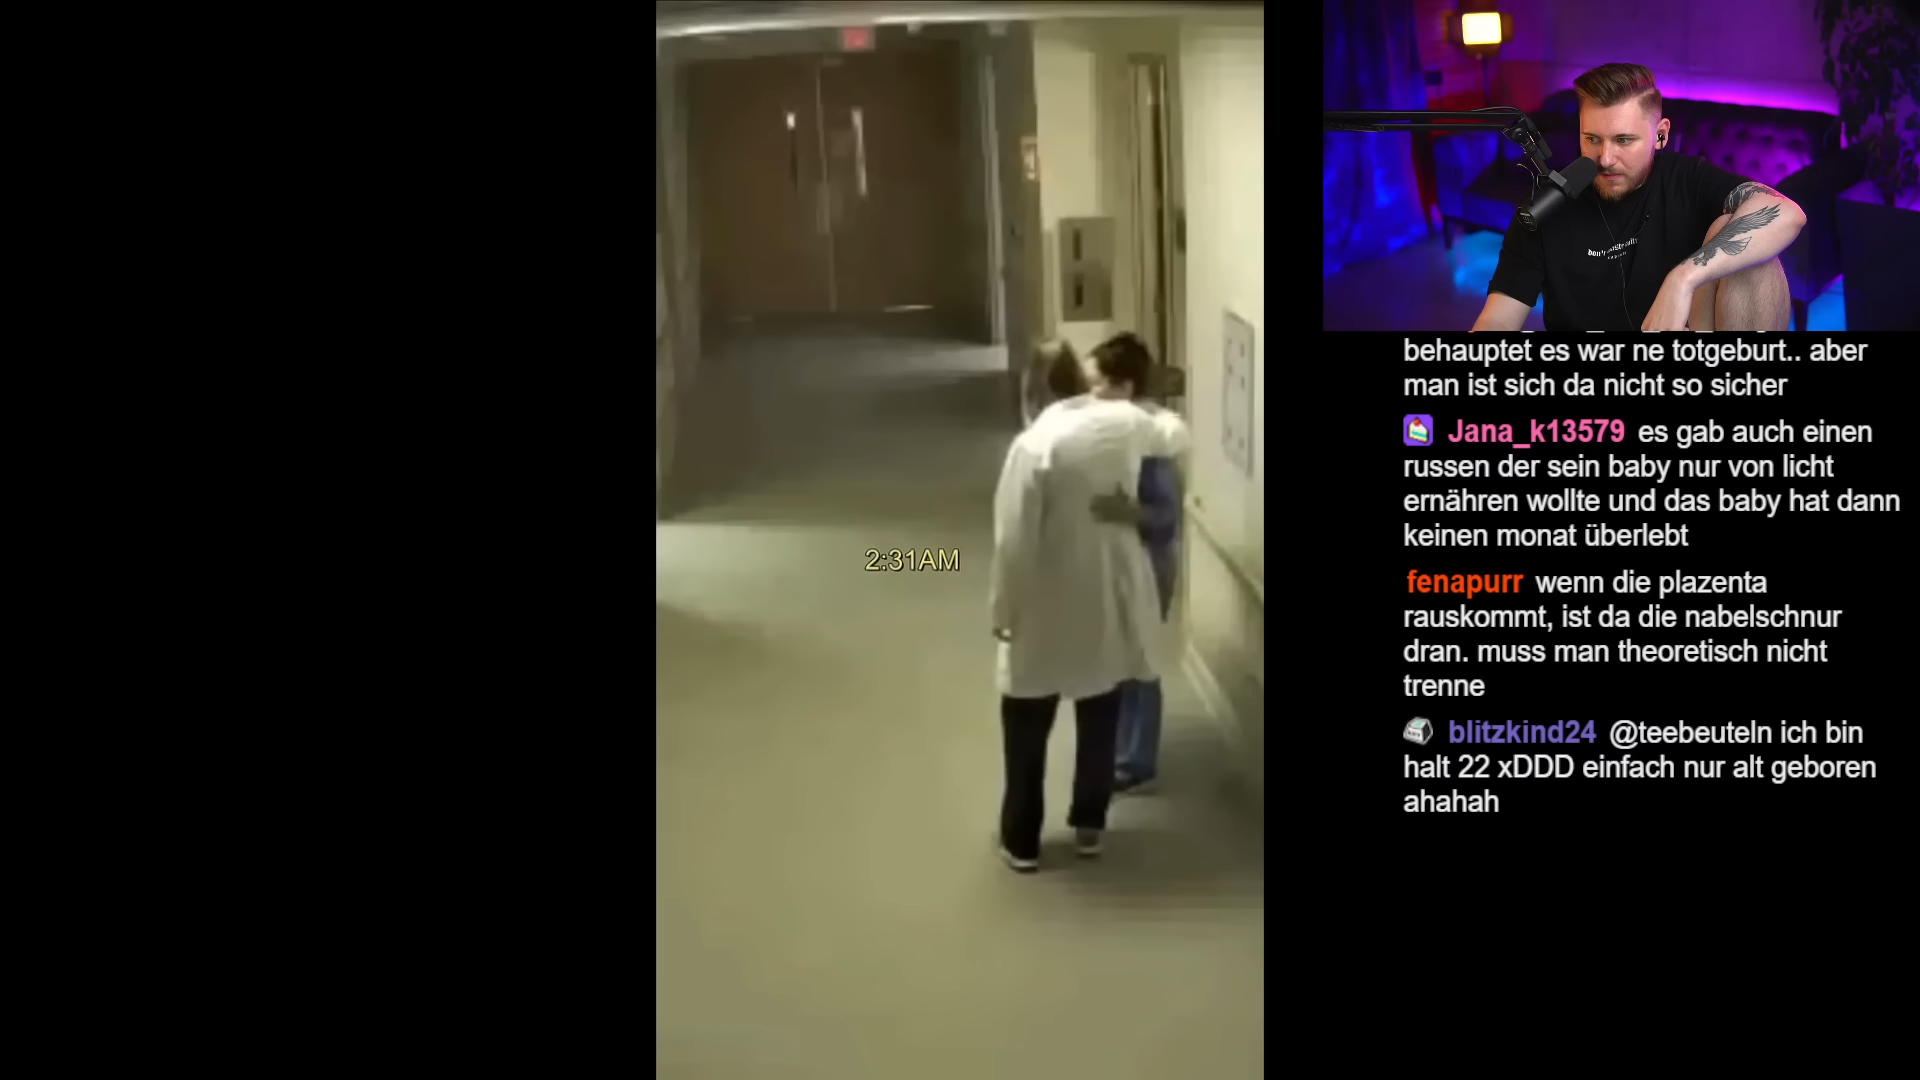 2:31AM
behauptet es war ne totgeburt.. aber
man ist sich da nicht so sicher
Jana_k13579 es gab auch einen
russen der sein baby nur von licht
ernähren wollte und das baby hat dann
keinen monat überlebt
fenapurr wenn die plazenta
rauskommt, ist da die nabelschnur
dran. muss man theoretisch nicht
trenne
blitzkind24 @teebeuteln ich bin
halt 22 xDDD einfach nur alt geboren
ahahah